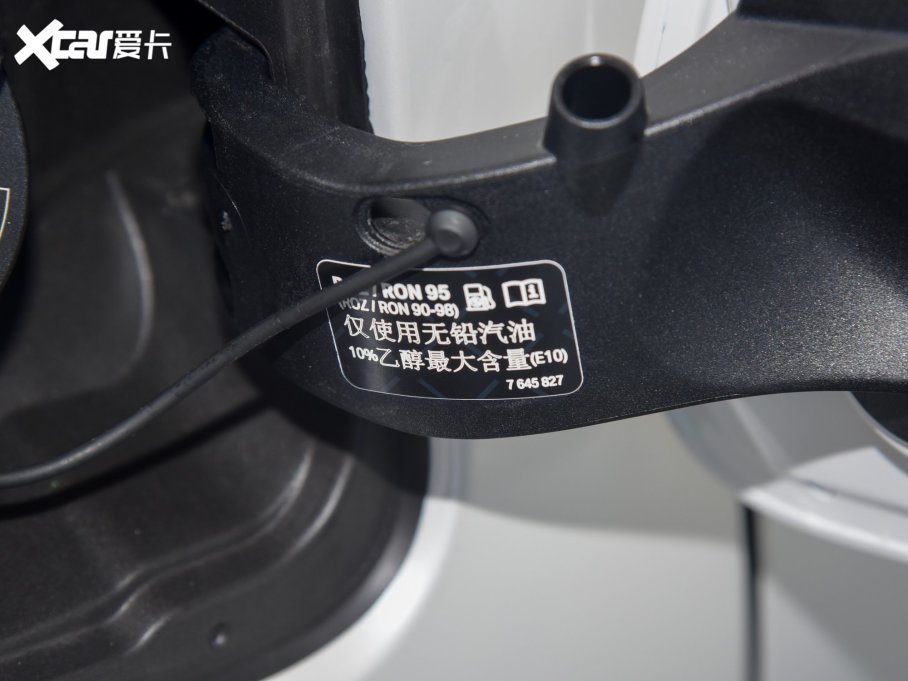 Xcar爱卡
/ RON 95
(ROZ / RON 90-98)
仅使用无铅汽油
10%乙醇最大含量(E10)
7 645 827